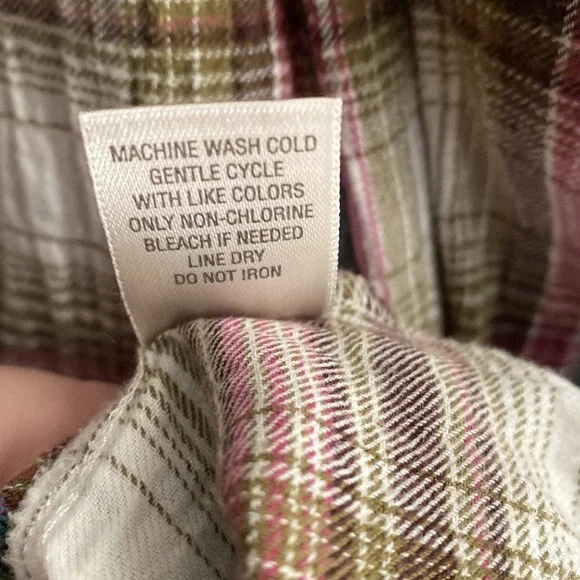 MACHINE WASH COLD
GENTLE CYCLE
WITH LIKE COLORS
ONLY NON-CHLORINE
BLEACH IF NEEDED
LINE DRY
DO NOT IRON